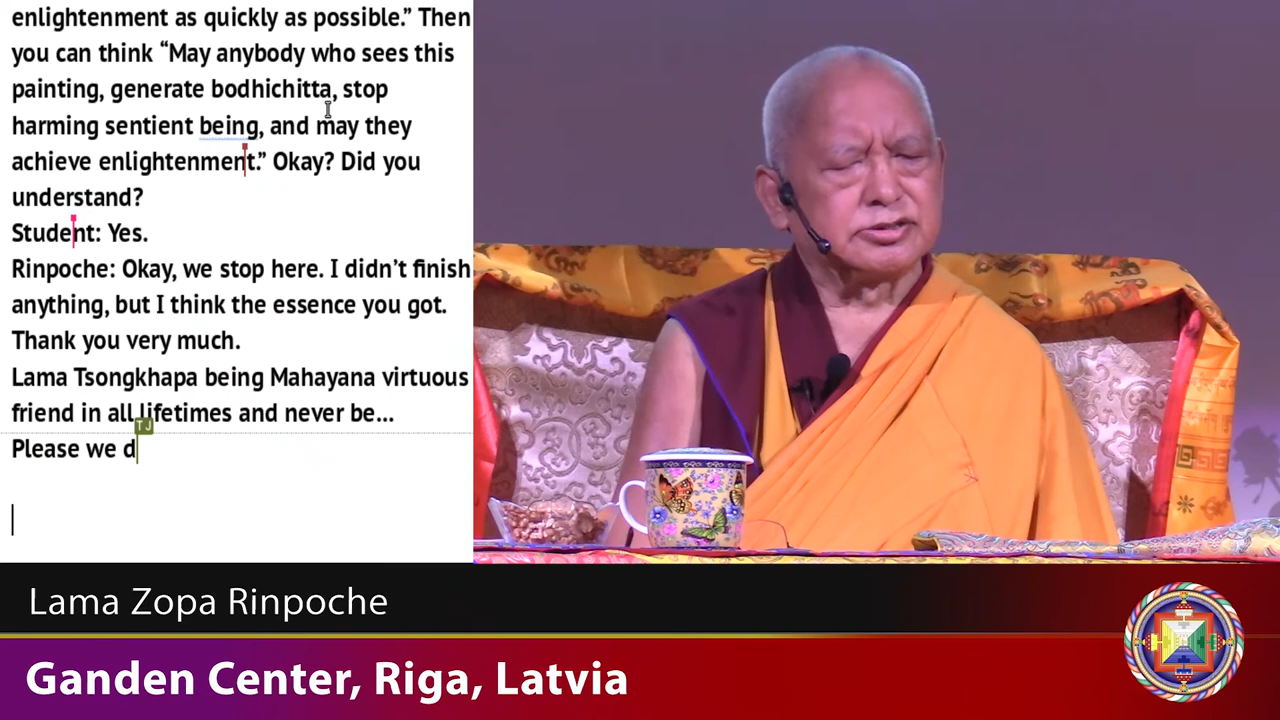 enlightenment as quickly as possible.” Then
you can think “May anybody who sees this
painting, generate bodhichitta, stop
harming sentient being, and may they
achieve enlightenment.” Okay? Did you
understand?
Student: Yes.
Rinpoche: Okay, we stop here. I didn’t finish
anything, but I think the essence you got.
Thank you very much.
Lama Tsongkhapa being Mahayana virtuous
friend in all lifetimes and never be...
TJ
Please we d
Lama Zopa Rinpoche
Ganden Center, Riga, Latvia